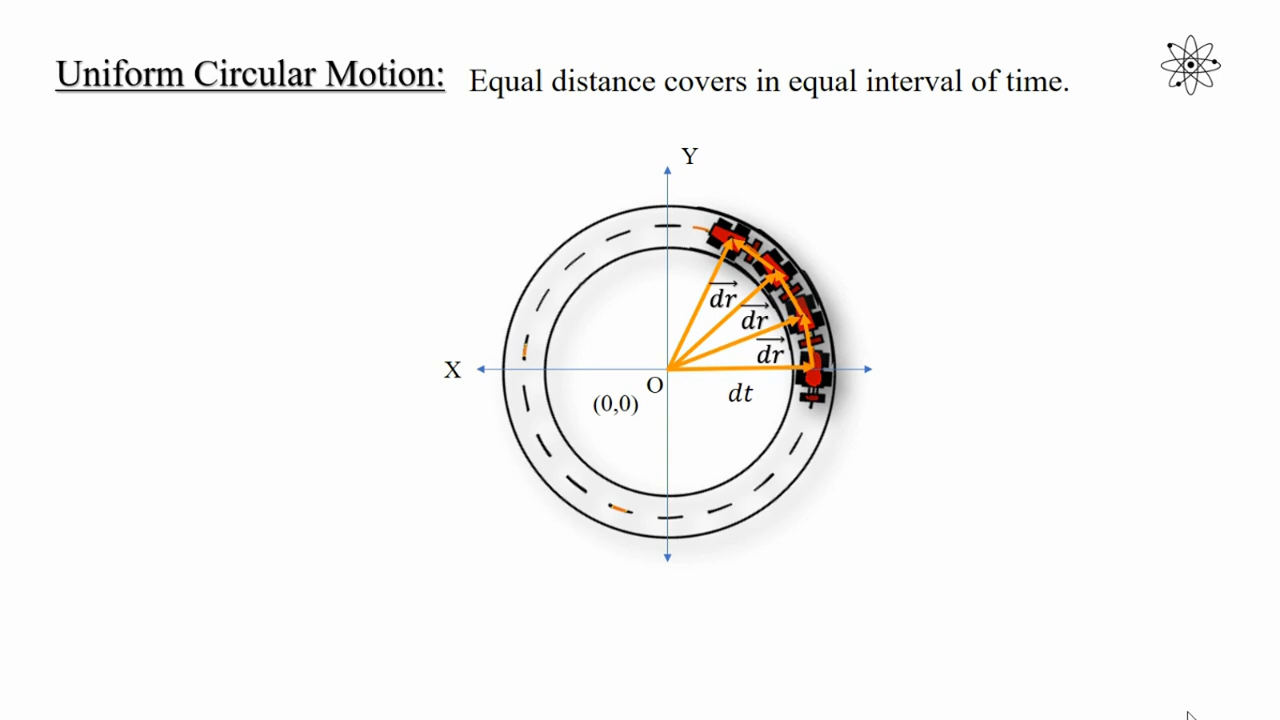 Uniform Circular Motion: Equal distance covers in equal interval of time.
Y
dr
dr
dr
X
O
(0,0)
dt